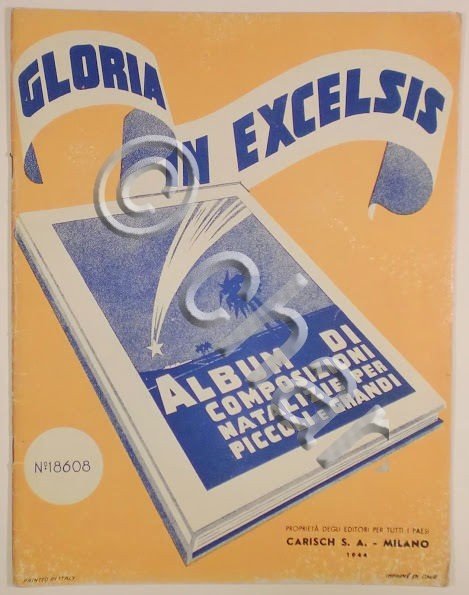 GLORIA
IN EXCELSIS
ALBUM DI
COMPOSIZIONI
NATALIZIE PER
PICCOLI E GRANDI
Nº18608
PROPRIETÀ DEGLI EDITORI PER TUTTI I PAESI
CARISCH S. A. - MILANO
1944
PRINTED IN ITALY
IMPRIMÉ EN ITALIE